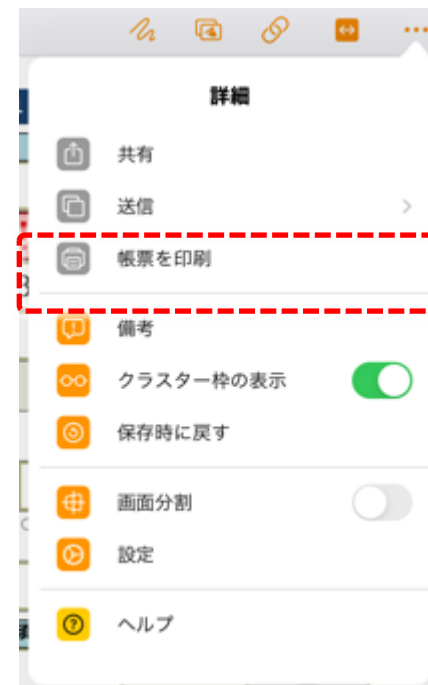 詳細
共有
送信
帳票を印刷
備考
クラスター枠の表示
保存時に戻す
画面分割
設定
ヘルプ